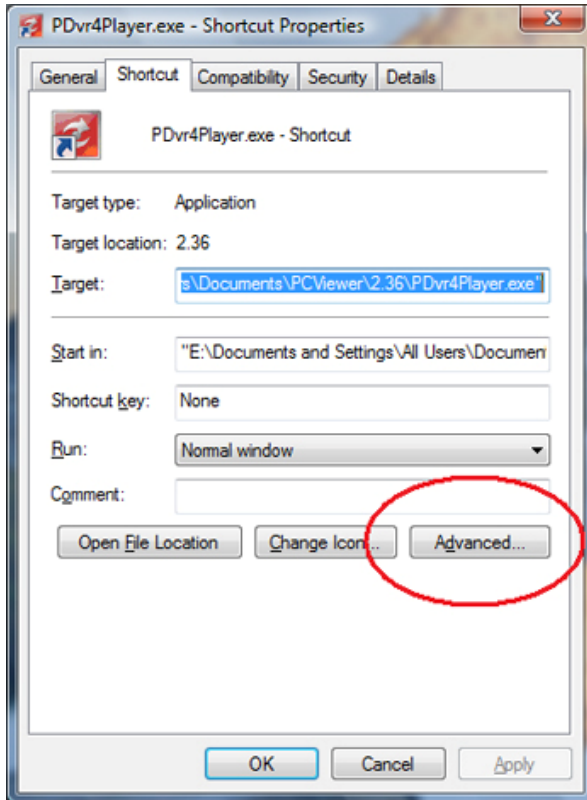 PDvr4Player.exe - Shortcut Properties
General Shortcut Compatibility Security Details
PDvr4Player.exe - Shortcut
Target type: Application
Target location: 2.36
Target: s\Documents\PCViewer\2.36\PDvr4Player.exe"
Start in: "E:\Documents and Settings\All Users\Documen
Shortcut key: None
Run: Normal window
Comment:
Open File Location Change Icon... Advanced...
OK Cancel Apply